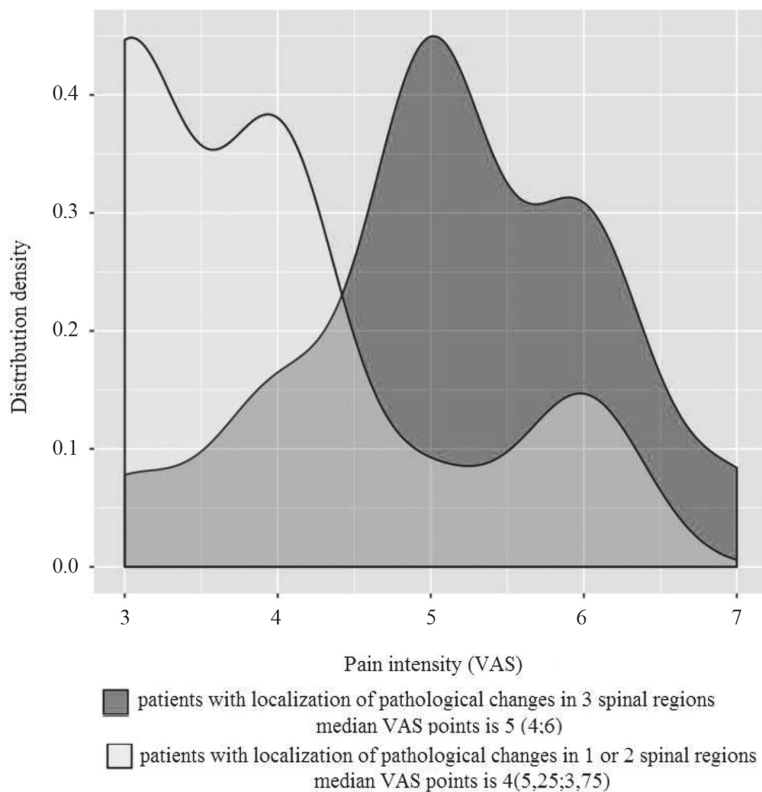 0.4
0.3
0.2
0.1
0.0
Distribution density
3 4 5 6 7
Pain intensity (VAS)
patients with localization of pathological changes in 3 spinal regions
median VAS points is 5 (4;6)
patients with localization of pathological changes in 1 or 2 spinal regions
median VAS points is 4(5,25;3,75)